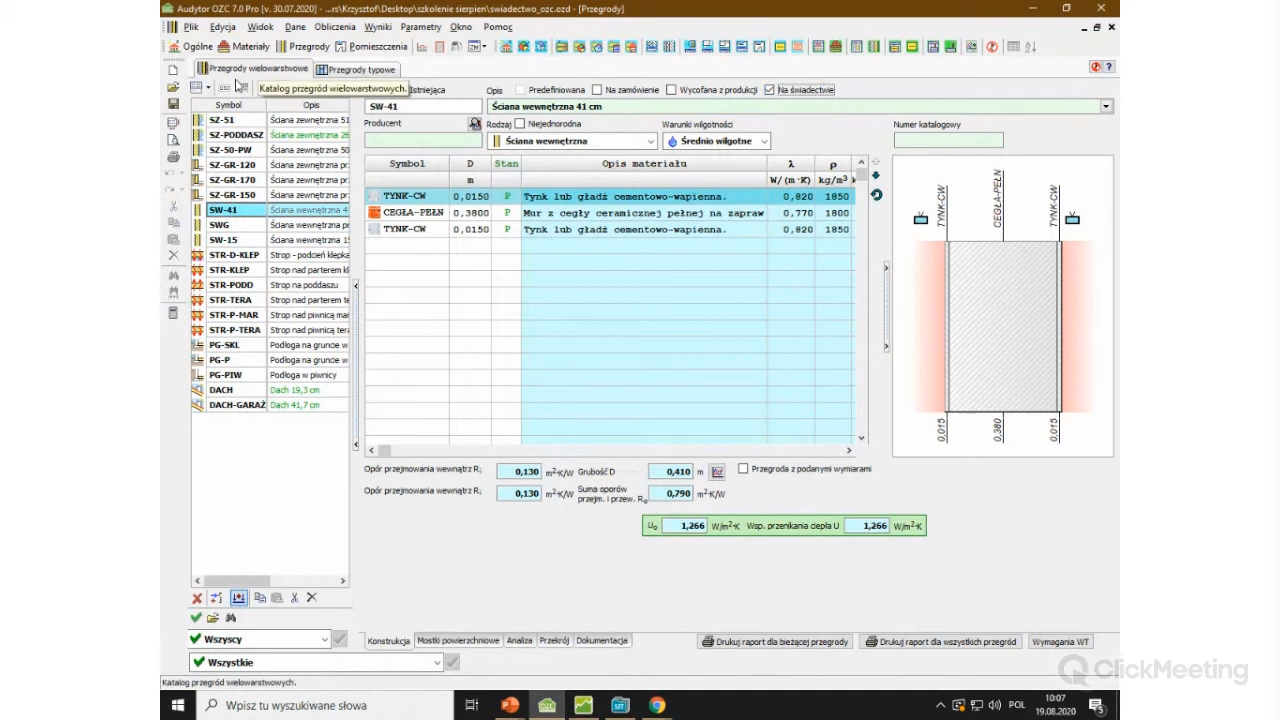 Audytor OZC 7.0 Pro [v. 30.07.2020] - ...rs\Krzysztof\Desktop\szkolenie sierpien\swiadectwo_ozc.ozd - [Przegrody]
Plik Edycja Widok Dane Obliczenia Wyniki Parametry Okno Pomoc
Ogólne Materiały Przegrody Pomieszczenia
Przegrody wielowarstwowe Przegrody typowe
Katalog przegród wielowarstwowych.
Istniejąca Opis Predefiniowana Na zamówienie Wycofana z produkcji Na świadectwie
Symbol Opis
SW-41 Ściana wewnętrzna 41 cm
Producent Rodzaj Niejednorodna Warunki wilgotności Numer katalogowy
Ściana wewnętrzna Średnio wilgotne
SZ-51 Ściana zewnętrzna 51
SZ-PODDASZ Ściana zewnętrzna 26
SZ-50-PW Ściana zewnętrzna
SZ-GR-120 Ściana zewnętrzna prz
SZ-GR-170 Ściana zewnętrzna prz
SZ-GR-150 Ściana zewnętrzna prz
SW-41 Ściana wewnętrzna 4
SWG Ściana wewnętrzna prz
SW-15 Ściana wewnętrzna 15
STR-D-KLEP Strop - podcień klepka
STR-KLEP Strop nad parterem kl
STR-PODD Strop na poddaszu
STR-TERA Strop nad parterem te
STR-P-MAR Strop nad piwnicą mar
STR-P-TERA Strop nad piwnicą tera
PG-SKL Podłoga na gruncie w
PG-P Podłoga na gruncie w
PG-PIW Podłoga w piwnicy
DACH Dach 19,3 cm
DACH-GARAŻ Dach 41,7 cm
Symbol D Stan Opis materiału λ ρ
m W/(m·K) kg/m³ k
TYNK-CW 0,0150 P Tynk lub gładź cementowo-wapienna. 0,820 1850
CEGŁA-PEŁN 0,3800 P Mur z cegły ceramicznej pełnej na zapraw 0,770 1800
TYNK-CW 0,0150 P Tynk lub gładź cementowo-wapienna. 0,820 1850
TYNK-CW CEGŁA-PEŁN TYNK-CW
0,015 0,380 0,015
Opór przejmowania wewnątrz Ri 0,130 m²·K/W Grubość D 0,410 m Przegroda z podanymi wymiarami
Opór przejmowania wewnątrz Ri 0,130 m²·K/W Suma oporów przejm. i przew. Ro 0,790 m²·K/W
Uo 1,266 W/m²·K Wsp. przenikania ciepła U 1,266 W/m²·K
Wszyscy
Wszystkie
Konstrukcja Mostki powierzchniowe Analiza Przekrój Dokumentacja Drukuj raport dla bieżącej przegrody Drukuj raport dla wszystkich przegród Wymagania WT
Katalog przegród wielowarstwowych.
ClickMeeting
Wpisz tu wyszukiwane słowa
OZC
POL
10:07
19.08.2020
5